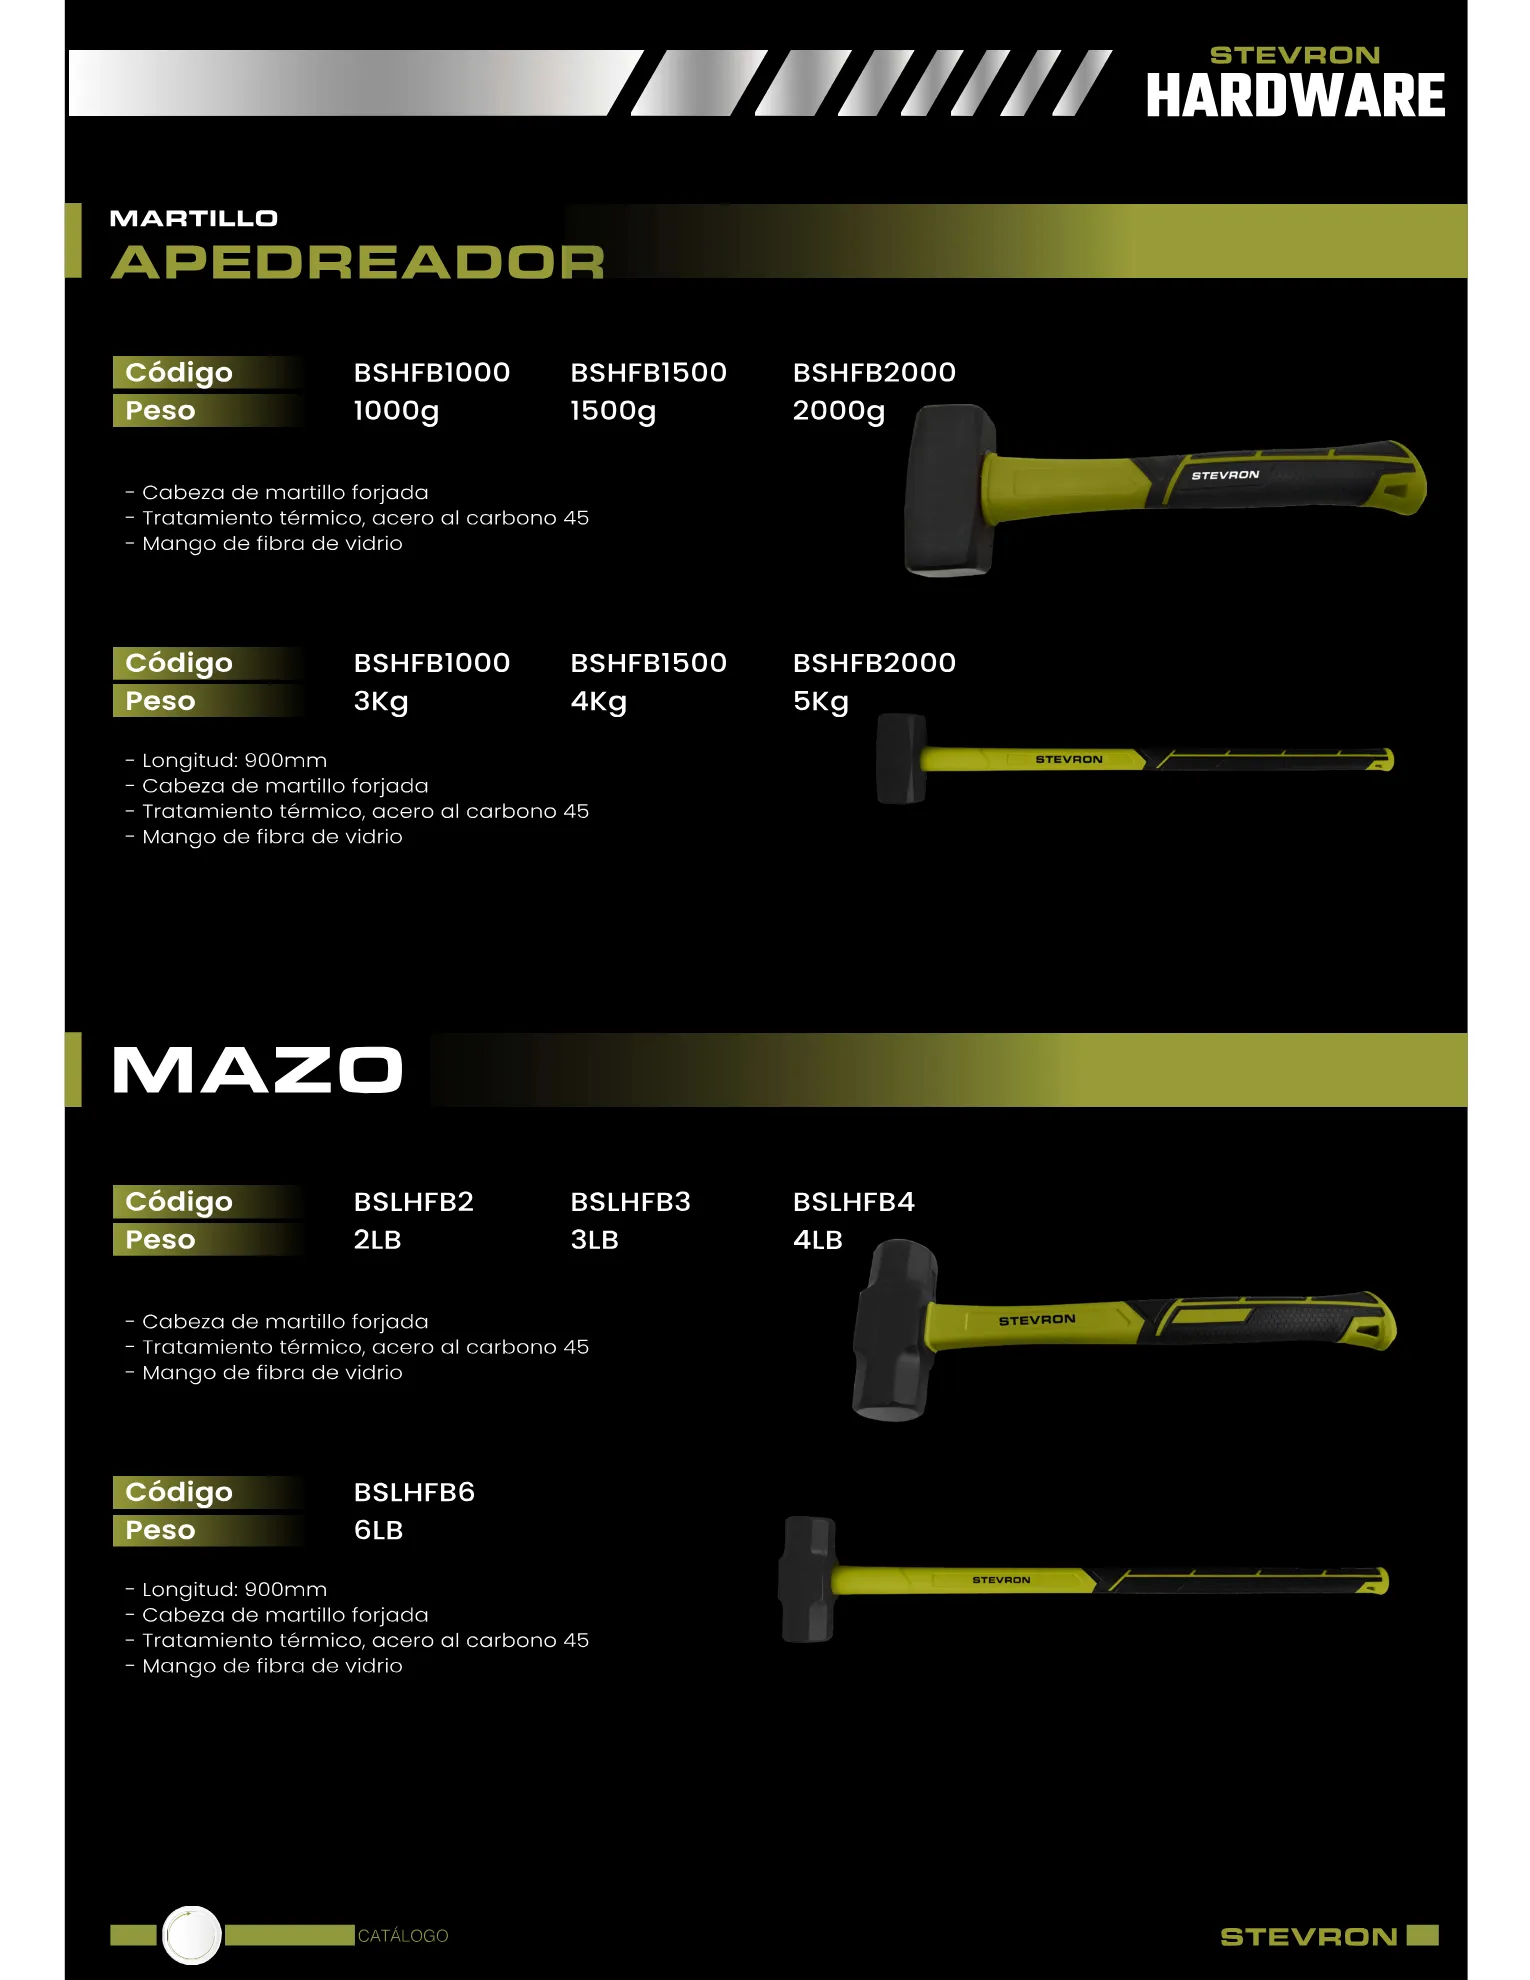 STEVRON
HARDWARE
MARTILLO
APEDREADOR
Código BSHFB1000 BSHFB1500 BSHFB2000
Peso 1000g 1500g 2000g
STEVRON
- Cabeza de martillo forjada
- Tratamiento térmico, acero al carbono 45
- Mango de fibra de vidrio
Código BSHFB1000 BSHFB1500 BSHFB2000
Peso 3Kg 4Kg 5Kg
STEVRON
- Longitud: 900mm
- Cabeza de martillo forjada
- Tratamiento térmico, acero al carbono 45
- Mango de fibra de vidrio
MAZO
Código BSLHFB2 BSLHFB3 BSLHFB4
Peso 2LB 3LB 4LB
STEVRON
- Cabeza de martillo forjada
- Tratamiento térmico, acero al carbono 45
- Mango de fibra de vidrio
Código BSLHFB6
Peso 6LB
STEVRON
- Longitud: 900mm
- Cabeza de martillo forjada
- Tratamiento térmico, acero al carbono 45
- Mango de fibra de vidrio
CATÁLOGO
STEVRON